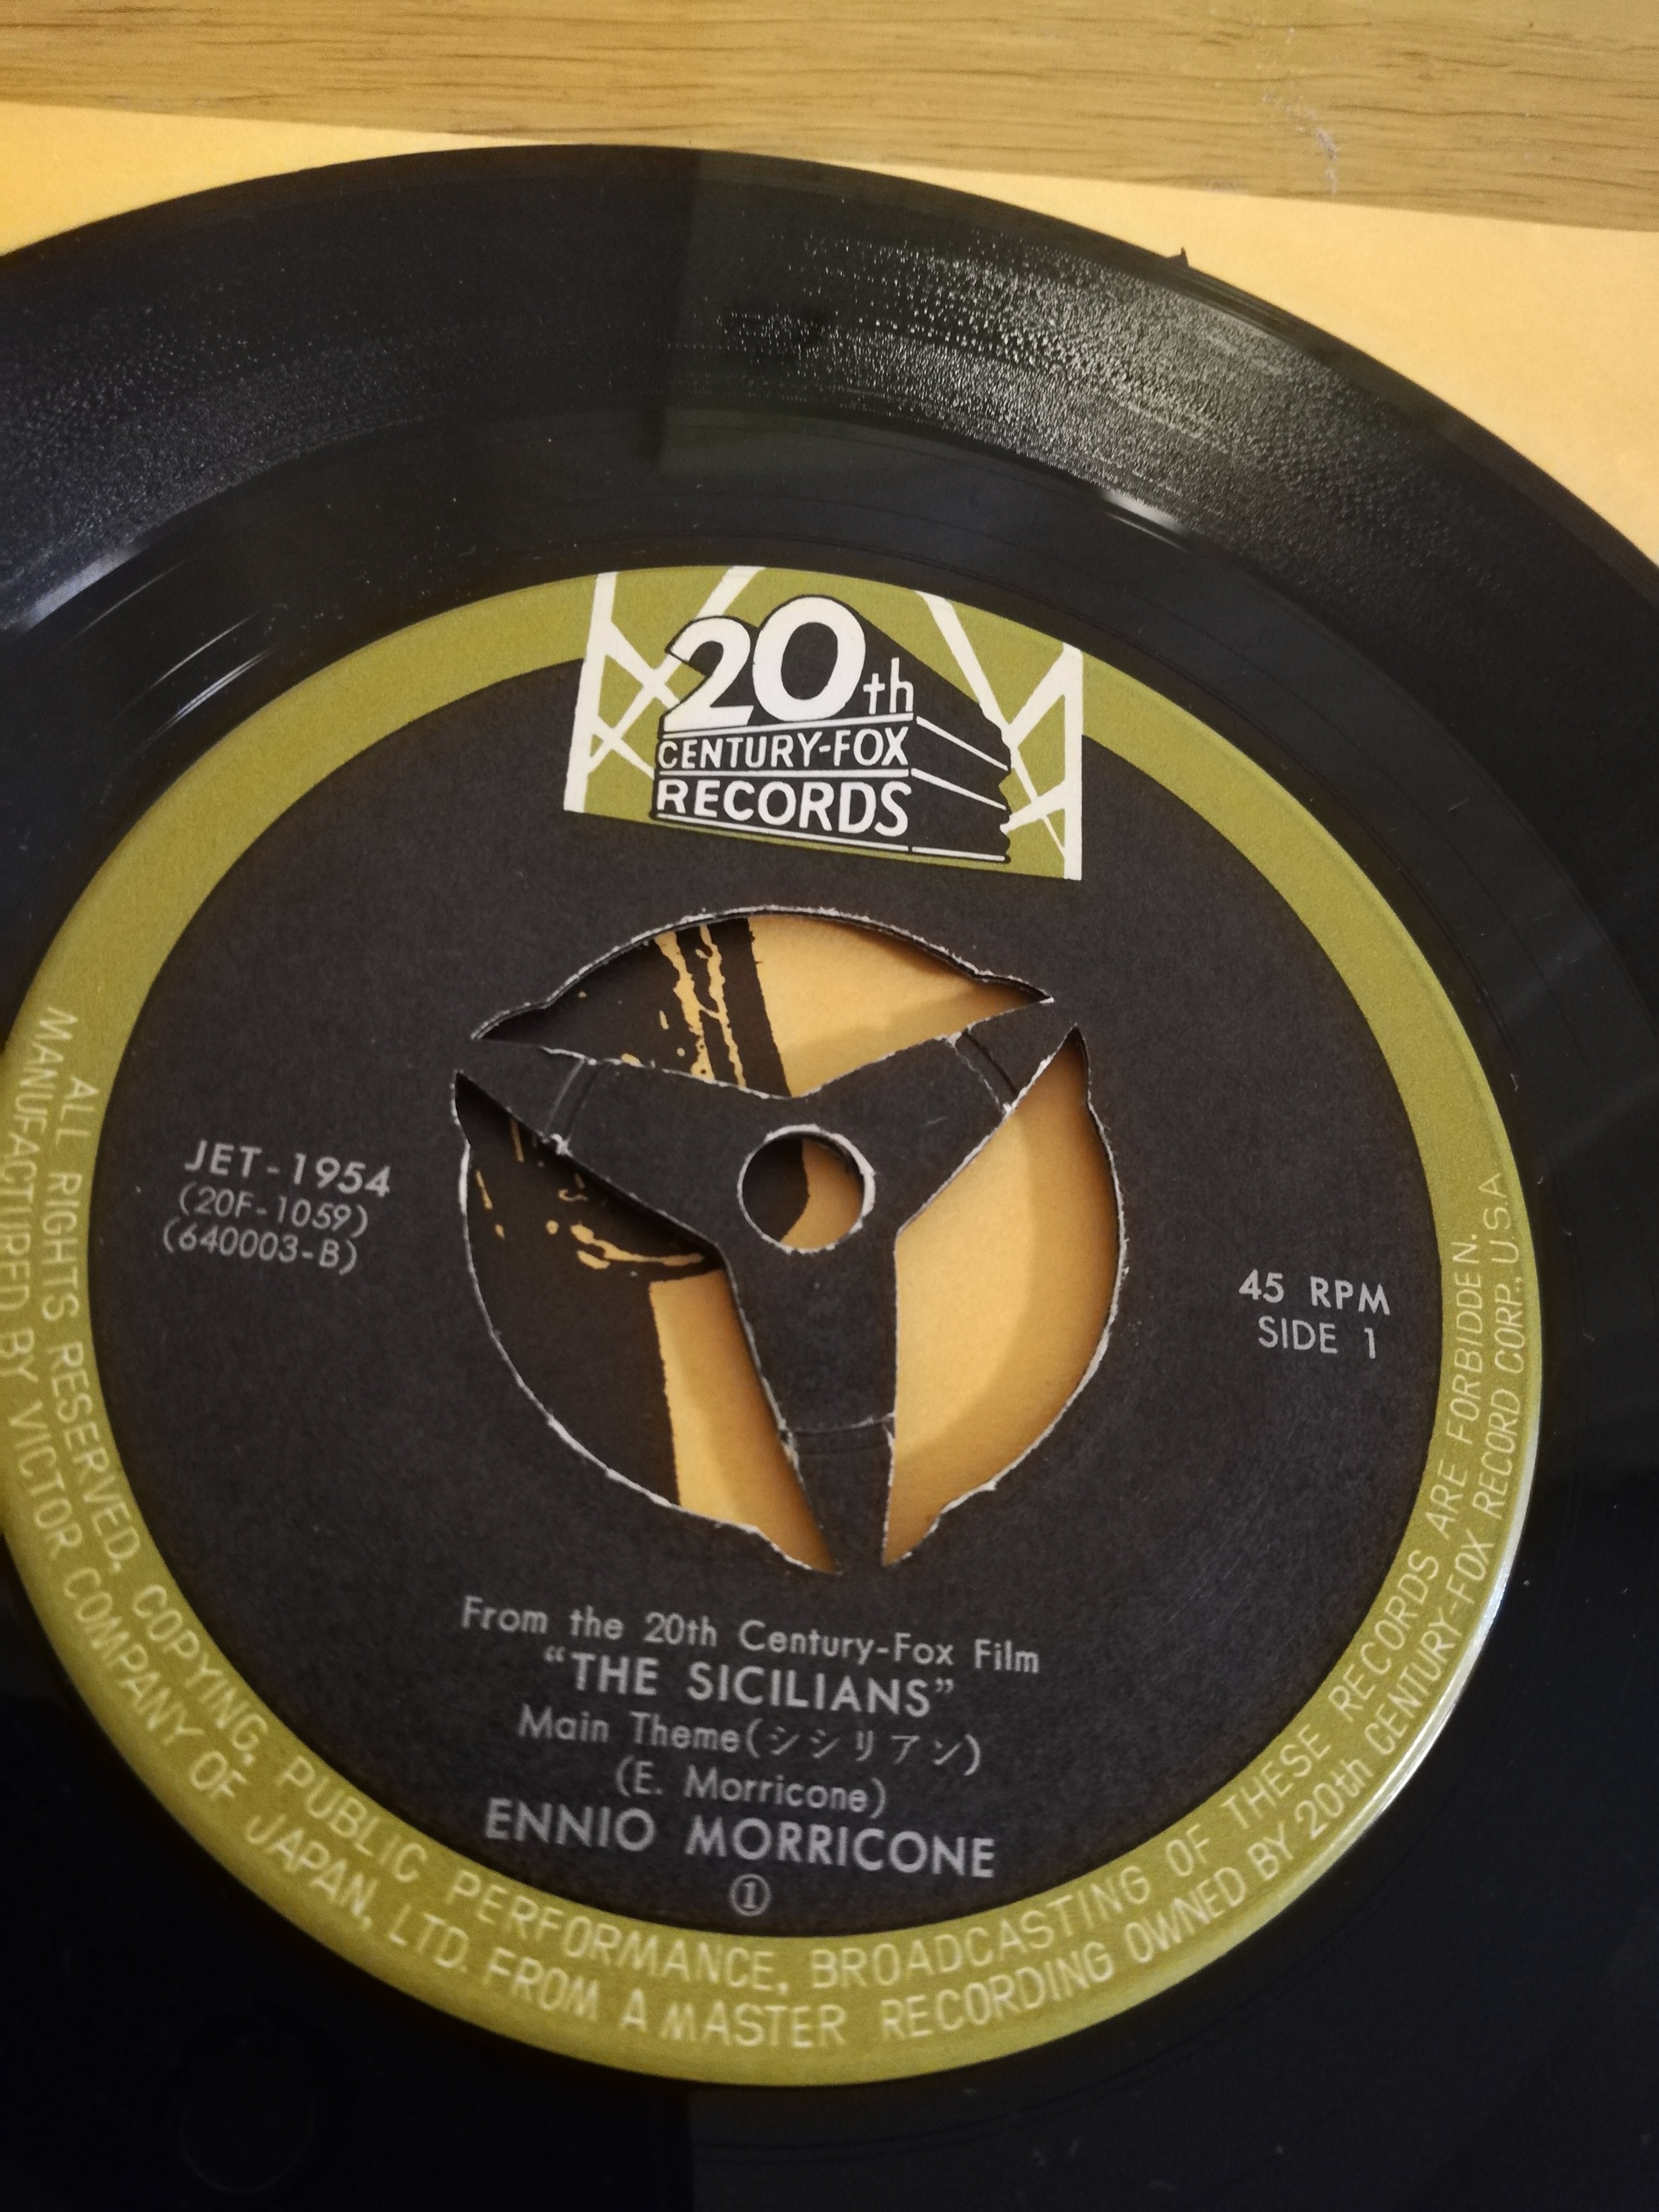 20th
CENTURY-FOX
RECORDS
JET-1954
(20F-1059)
(640003-B)
45 RPM
SIDE 1
From the 20th Century-Fox Film
“THE SICILIANS”
Main Theme(シシリアン)
(E. Morricone)
ENNIO MORRICONE
①
ALL RIGHTS RESERVED. COPYING, PUBLIC PERFORMANCE, BROADCASTING OF THESE RECORDS ARE FORBIDDEN.
MANUFACTURED BY VICTOR COMPANY OF JAPAN, LTD. FROM A MASTER RECORDING OWNED BY 20th CENTURY-FOX RECORD CORP., U.S.A